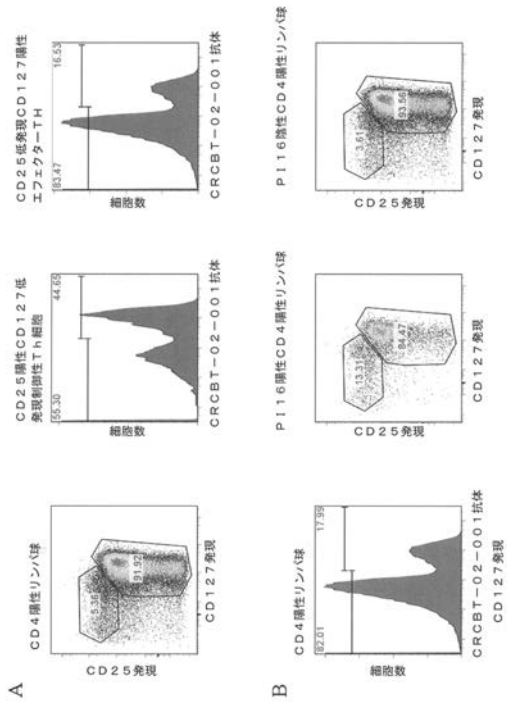 A
CD4陽性リンパ球
5.35
91.92
CD25発現
CD127発現
CD25陽性CD127低
発現制御性Th細胞
55.30
44.65
細胞数
CRCBT-02-001抗体
CD25低発現CD127陽性
エフェクターTH
83.47
16.53
細胞数
CRCBT-02-001抗体
B
CD4陽性リンパ球
82.01
17.99
細胞数
CRCBT-02-001抗体
CD127発現
PI16陽性CD4陽性リンパ球
13.31
84.47
CD25発現
CD127発現
PI16陰性CD4陽性リンパ球
3.61
93.56
CD25発現
CD127発現